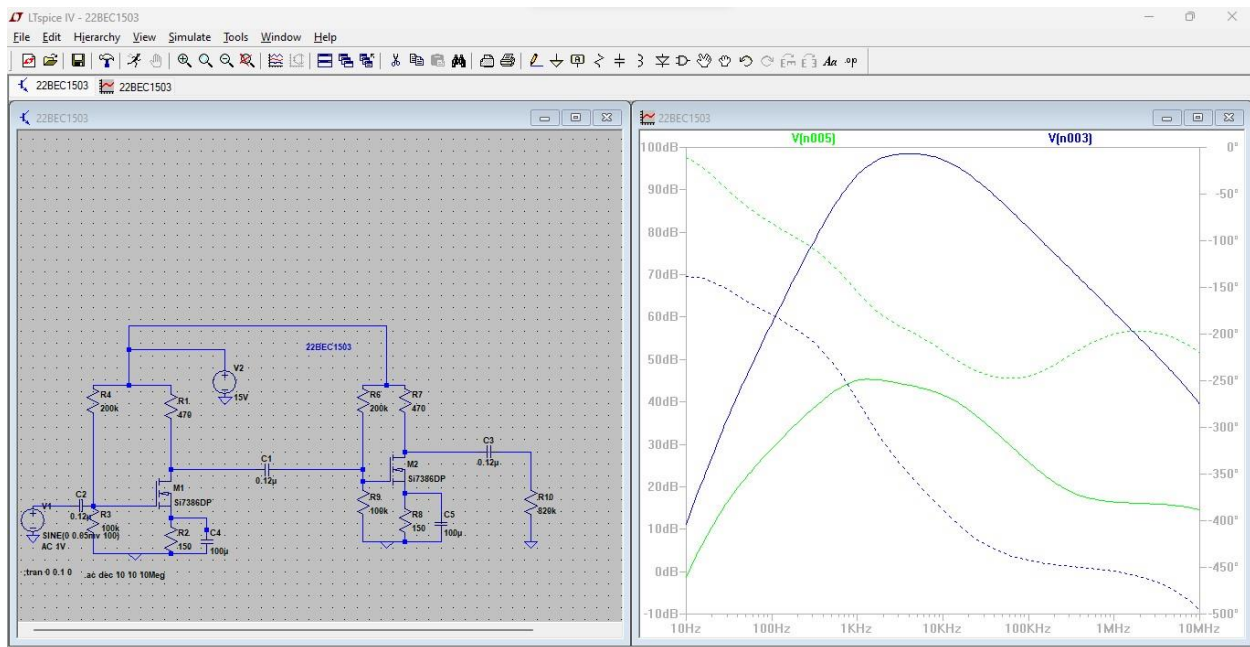 LTspice IV - 22BEC1503
File Edit Hierarchy View Simulate Tools Window Help
22BEC1503 22BEC1503
22BEC1503
22BEC1503
V2
15V
R4
200k
R1
470
R6
200k
R7
470
C3
0.12µ
C1
0.12µ
M2
Si7386DP
M1
Si7386DP
C2
0.12µ
V1
R3
100k
SINE(0 0.05mv 100)
AC 1V
R2
150
C4
100µ
R9
100k
R8
150
C5
100µ
R10
820k
;tran 0 0.1 0 .ac dec 10 10 10Meg
22BEC1503
V(n005) V(n003)
100dB 0°
90dB -50°
80dB -100°
70dB -150°
60dB -200°
50dB -250°
40dB -300°
30dB -350°
20dB -400°
10dB -450°
0dB -500°
-10dB
10Hz 100Hz 1KHz 10KHz 100KHz 1MHz 10MHz